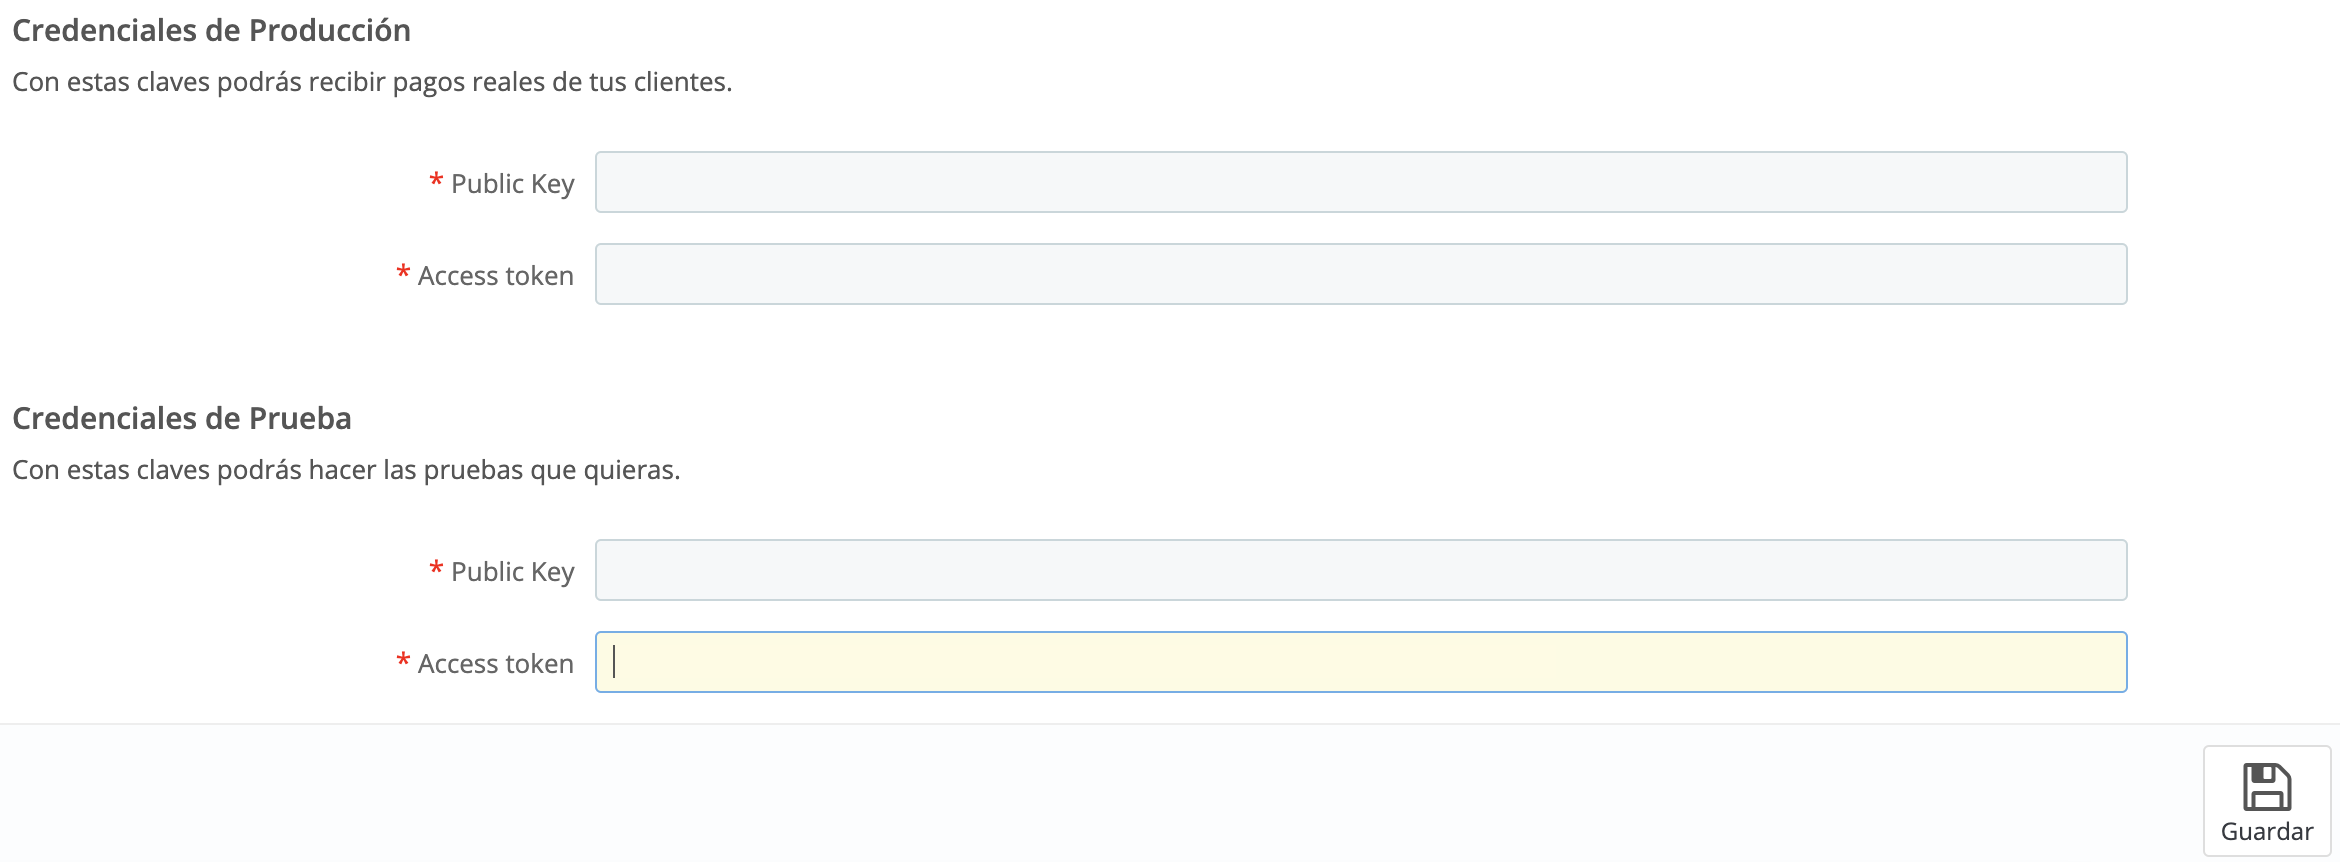 Credenciales de Producción
Con estas claves podrás recibir pagos reales de tus clientes.
* Public Key
* Access token
Credenciales de Prueba
Con estas claves podrás hacer las pruebas que quieras.
* Public Key
* Access token
Guardar